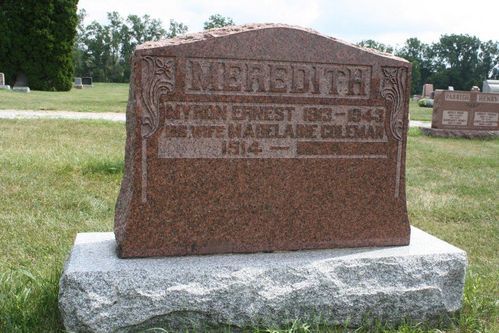 MEREDITH
MYRON ERNEST 1913 - 1943
HIS WIFE MADELAINE COLEMAN
1914 -